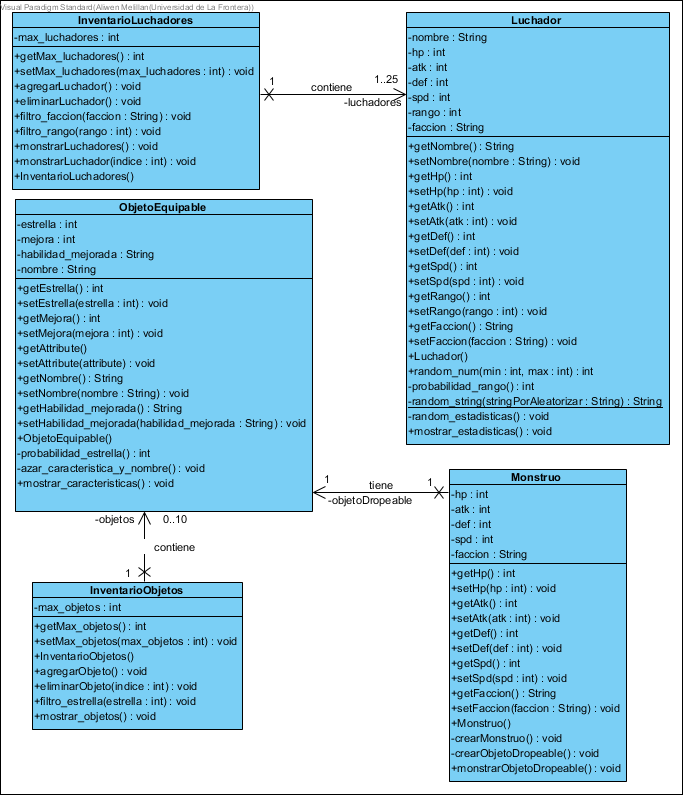 Visual Paradigm Standard(Aliwen Melillan(Universidad de La Frontera))
InventarioLuchadores
-max_luchadores : int
+getMax_luchadores() : int
+setMax_luchadores(max_luchadores : int) : void
+agregarLuchador() : void
+eliminarLuchador() : void
+filtro_faccion(faccion : String) : void
+filtro_rango(rango : int) : void
+monstrarLuchadores() : void
+monstrarLuchador(indice : int) : void
+InventarioLuchadores()
1
contiene
1..25
-luchadores
Luchador
-nombre : String
-hp : int
-atk : int
-def : int
-spd : int
-rango : int
-faccion : String
+getNombre() : String
+setNombre(nombre : String) : void
+getHp() : int
+setHp(hp : int) : void
+getAtk() : int
+setAtk(atk : int) : void
+getDef() : int
+setDef(def : int) : void
+getSpd() : int
+setSpd(spd : int) : void
+getRango() : int
+setRango(rango : int) : void
+getFaccion() : String
+setFaccion(faccion : String) : void
+Luchador()
+random_num(min : int, max : int) : int
-probabilidad_rango() : int
-random_string(stringPorAleatorizar : String) : String
-random_estadisticas() : void
+mostrar_estadisticas() : void
ObjetoEquipable
-estrella : int
-mejora : int
-habilidad_mejorada : String
-nombre : String
+getEstrella() : int
+setEstrella(estrella : int) : void
+getMejora() : int
+setMejora(mejora : int) : void
+getAttribute()
+setAttribute(attribute) : void
+getNombre() : String
+setNombre(nombre : String) : void
+getHabilidad_mejorada() : String
+setHabilidad_mejorada(habilidad_mejorada : String) : void
+ObjetoEquipable()
-probabilidad_estrella() : int
-azar_caracteristica_y_nombre() : void
+mostrar_caracteristicas() : void
1
tiene
1
-objetoDropeable
-objetos
0..10
contiene
1
Monstruo
-hp : int
-atk : int
-def : int
-spd : int
-faccion : String
+getHp() : int
+setHp(hp : int) : void
+getAtk() : int
+setAtk(atk : int) : void
+getDef() : int
+setDef(def : int) : void
+getSpd() : int
+setSpd(spd : int) : void
+getFaccion() : String
+setFaccion(faccion : String) : void
+Monstruo()
-crearMonstruo() : void
-crearObjetoDropeable() : void
+monstrarObjetoDropeable() : void
InventarioObjetos
-max_objetos : int
+getMax_objetos() : int
+setMax_objetos(max_objetos : int) : void
+InventarioObjetos()
+agregarObjeto() : void
+eliminarObjeto(indice : int) : void
+filtro_estrella(estrella : int) : void
+mostrar_objetos() : void